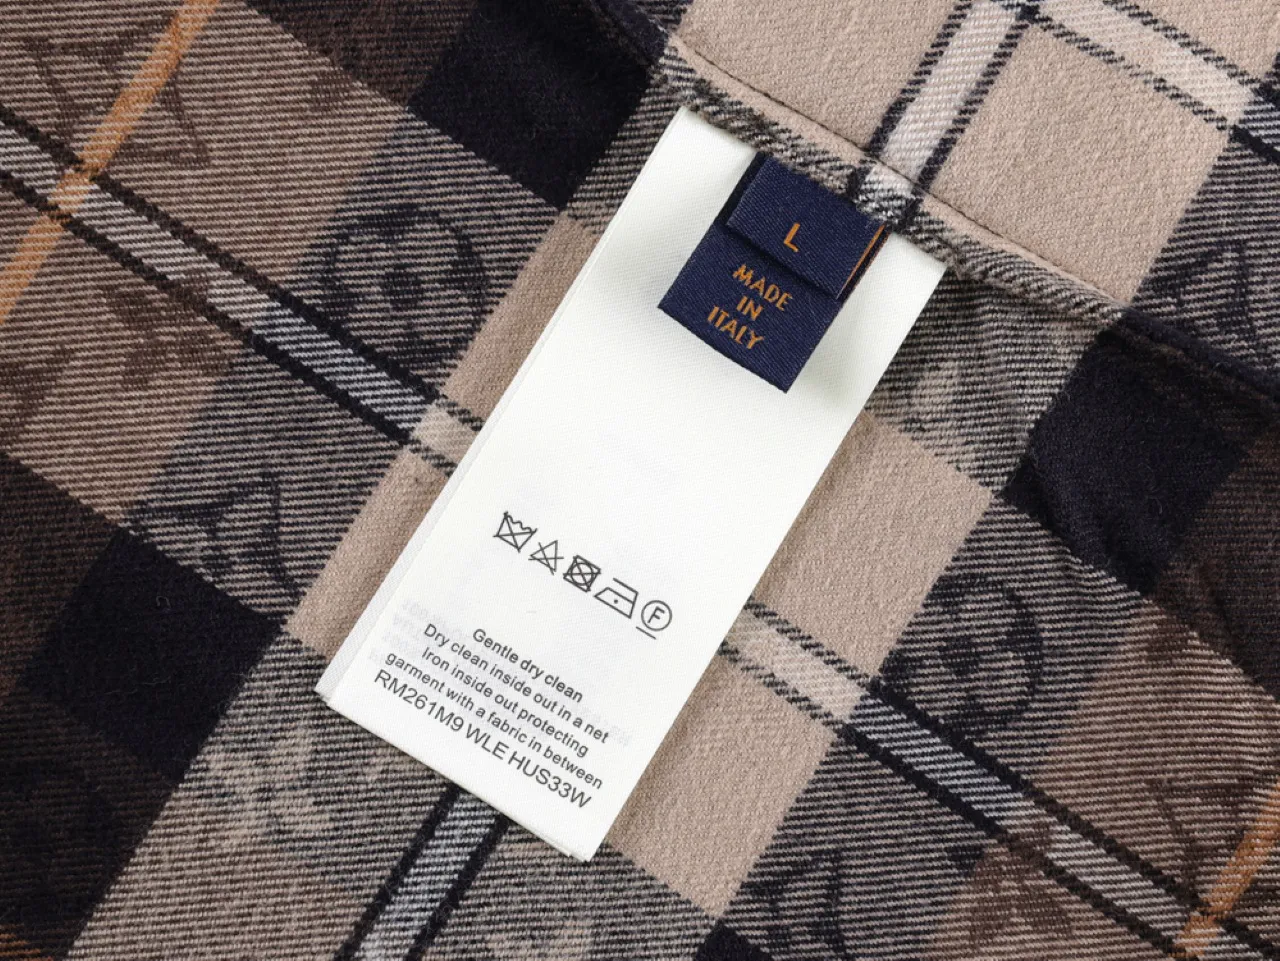 L
MADE
IN
ITALY
F
Gentle dry clean
Dry clean inside out in a net
Iron inside out protecting
garment with a fabric in between
RM261M9 WLE HUS33W